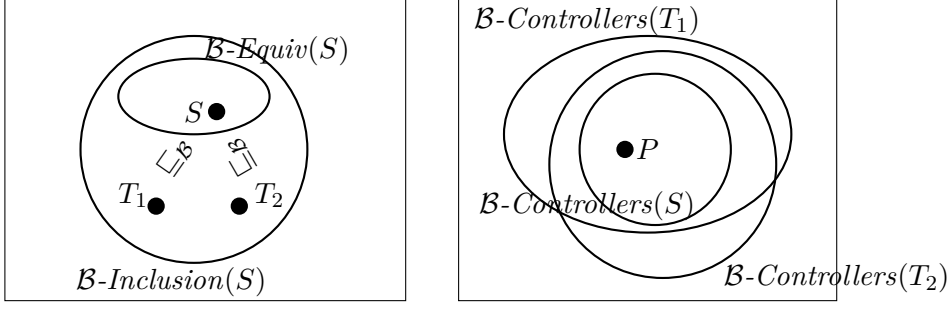 𝓑-Equiv(S)
S
⊑𝓑
⊑𝓑
T₁
T₂
𝓑-Inclusion(S)
𝓑-Controllers(T₁)
P
𝓑-Controllers(S)
𝓑-Controllers(T₂)